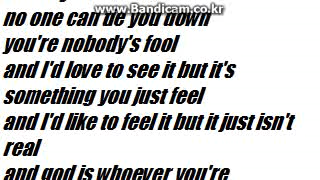 www.Bandicam.co.kr
no one can tie you down
you're nobody's fool
and I'd love to see it but it's
something you just feel
and I'd like to feel it but it just isn't
real
and god is whoever you're